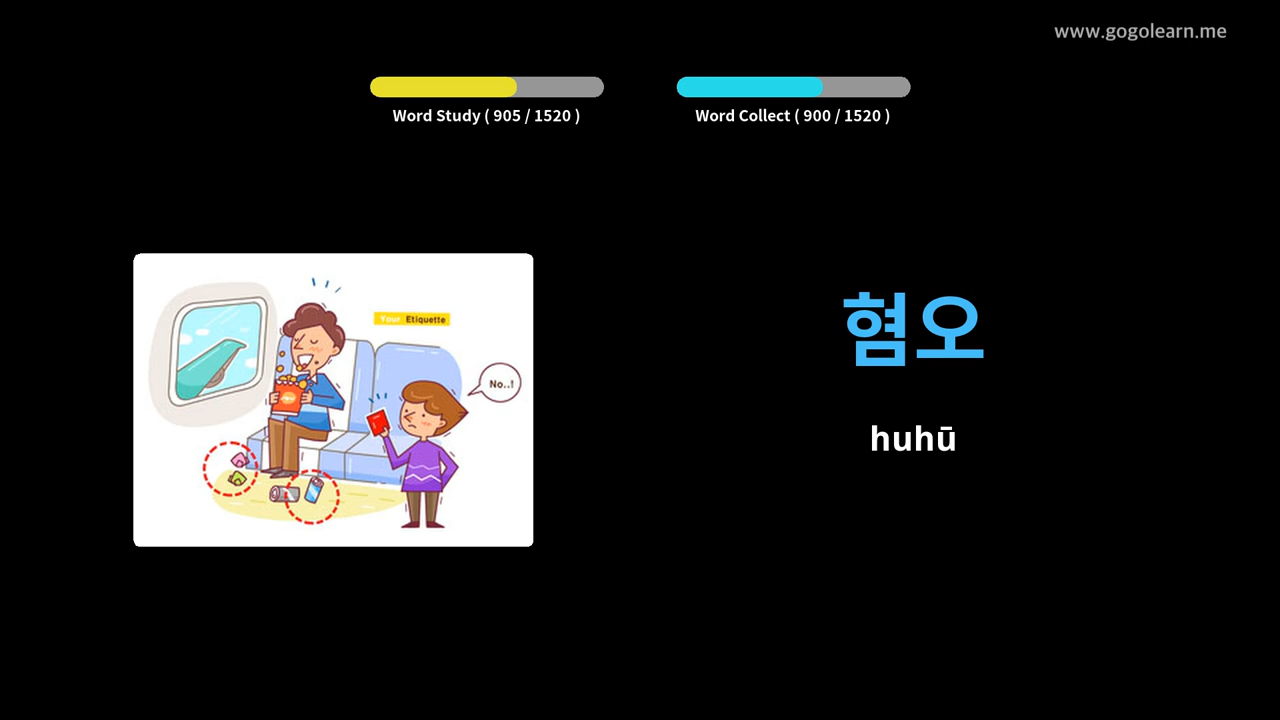 www.gogolearn.me
Word Study ( 905 / 1520 )
Word Collect ( 900 / 1520 )
Your Etiquette
No..!
혐오
huhū